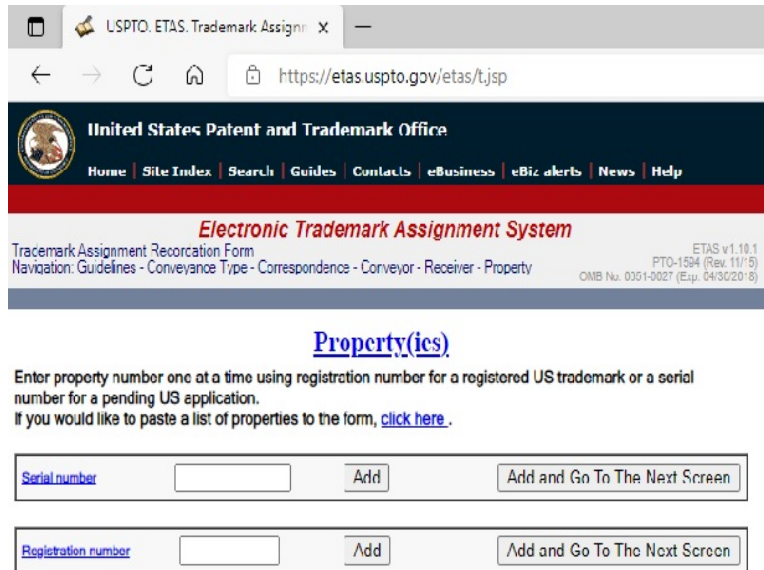 USPTO. ETAS. Trademark Assignm
https://etas.uspto.gov/etas/t.jsp
United States Patent and Trademark Office
Home | Site Index | Search | Guides | Contacts | eBusiness | eBiz alerts | News | Help
Electronic Trademark Assignment System
Trademark Assignment Recordation Form
Navigation: Guidelines - Conveyance Type - Correspondence - Conveyor - Receiver - Property
ETAS v1.10.1
PTO-1594 (Rev. 11/15)
OMB No. 0351-0027 (Exp. 04/30/2018)
Property(ies)
Enter property number one at a time using registration number for a registered US trademark or a serial
number for a pending US application.
If you would like to paste a list of properties to the form, click here .
Serial number Add Add and Go To The Next Screen
Registration number Add Add and Go To The Next Screen